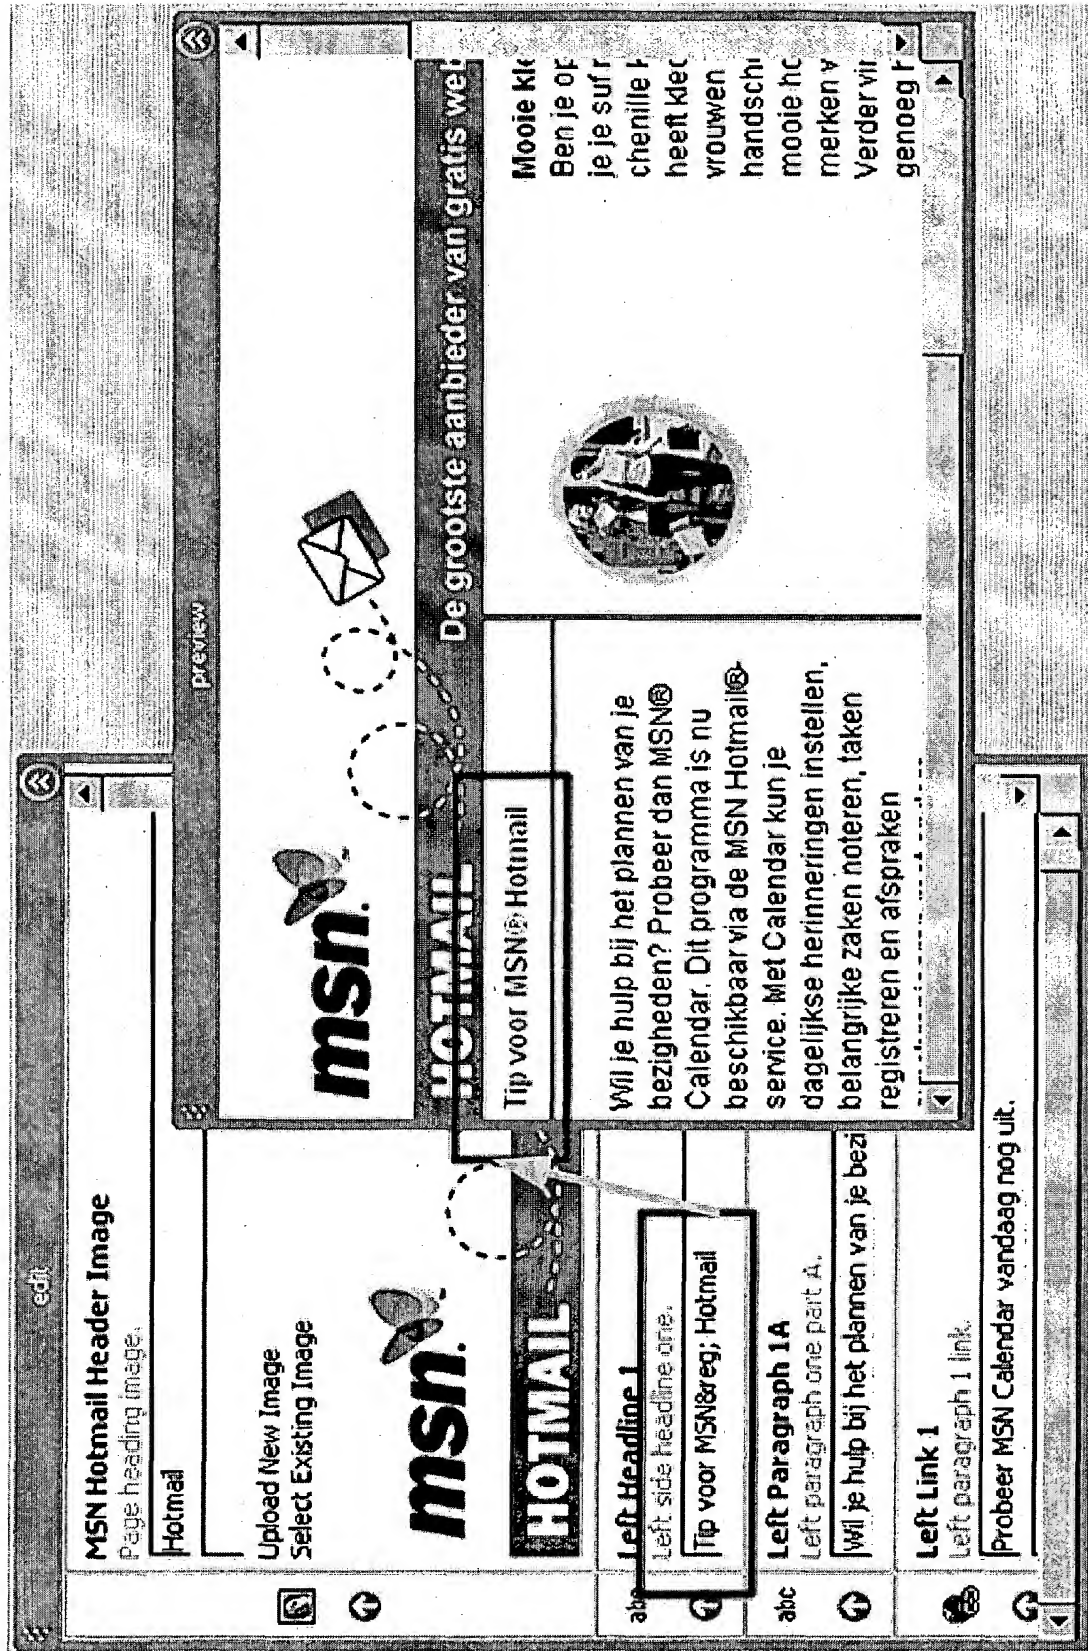 edit
MSN Hotmail Header Image
Page heading image.
Hotmail
Upload New Image
Select Existing Image
msn.
HOTMAIL
abc
Left Headline 1
Left side headline one.
Tip voor MSN&reg; Hotmail
abc
Left Paragraph 1A
Left paragraph one part A.
Wil je hulp bij het plannen van je bezi
Left Link 1
Left paragraph 1 link.
Probeer MSN Calendar vandaag nog uit.
preview
msn.
HOTMAIL
De grootste aanbieder van gratis web
Tip voor MSN® Hotmail
Wil je hulp bij het plannen van je
bezigheden? Probeer dan MSN®
Calendar. Dit programma is nu
beschikbaar via de MSN Hotmail®-
service. Met Calendar kun je
dagelijkse herinneringen instellen,
belangrijke zaken noteren, taken
registreren en afspraken
Mooie kle
Ben je op
je je suf r
chenille
heeft kled
vrouwen
handsch
mooie ho
merken v
Verder vin
genoeg